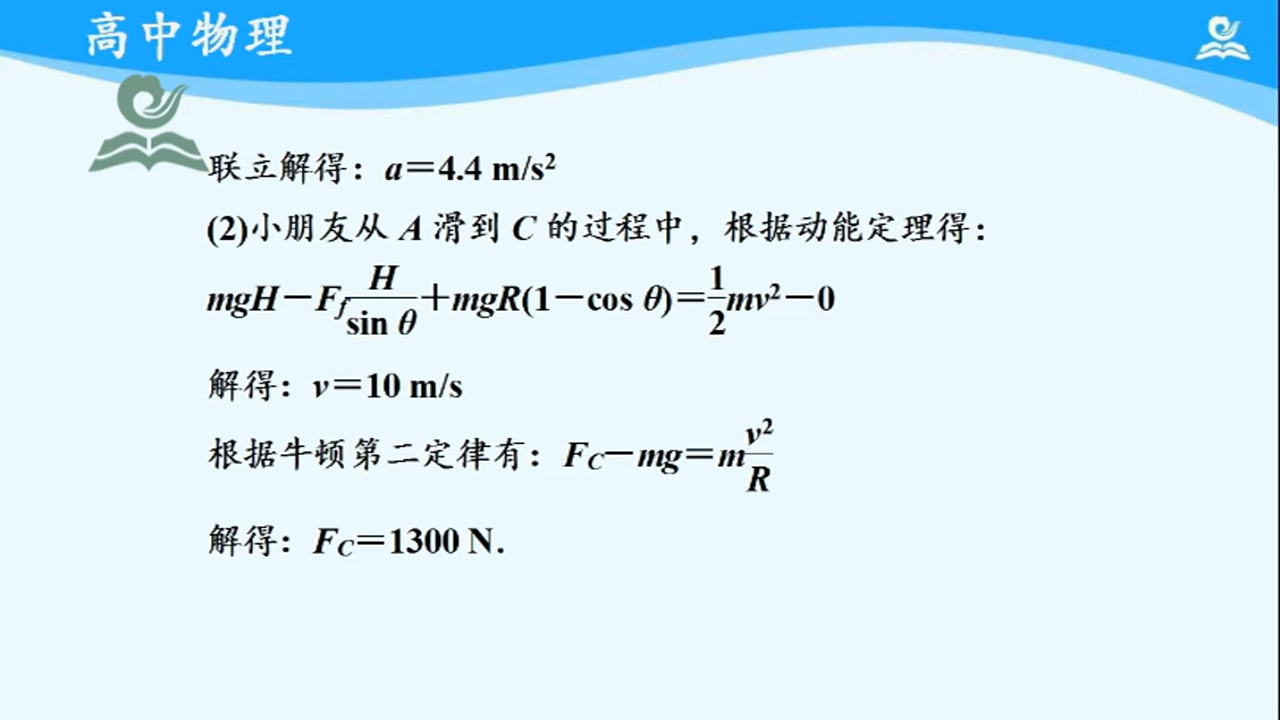 高中物理
联立解得：a＝4.4 m/s²
(2)小朋友从 A 滑到 C 的过程中，根据动能定理得：
mgH－F_f H/sin θ＋mgR(1－cos θ)＝1/2 mv²－0
解得：v＝10 m/s
根据牛顿第二定律有：F_C－mg＝m v²/R
解得：F_C＝1300 N.